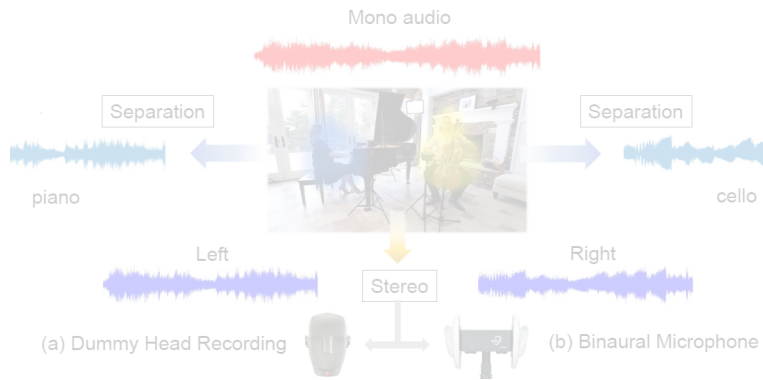 Mono audio
Separation
Separation
piano
cello
Left
Right
Stereo
(a) Dummy Head Recording
(b) Binaural Microphone